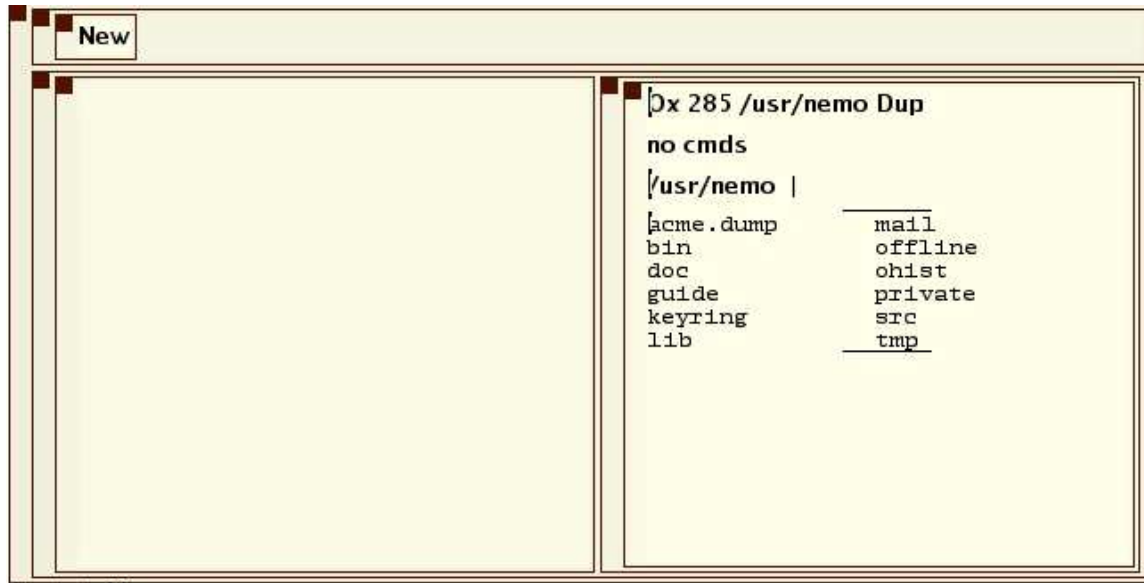 New
Ox 285 /usr/nemo Dup
no cmds
/usr/nemo |
acme.dump mail
bin offline
doc ohist
guide private
keyring src
lib tmp